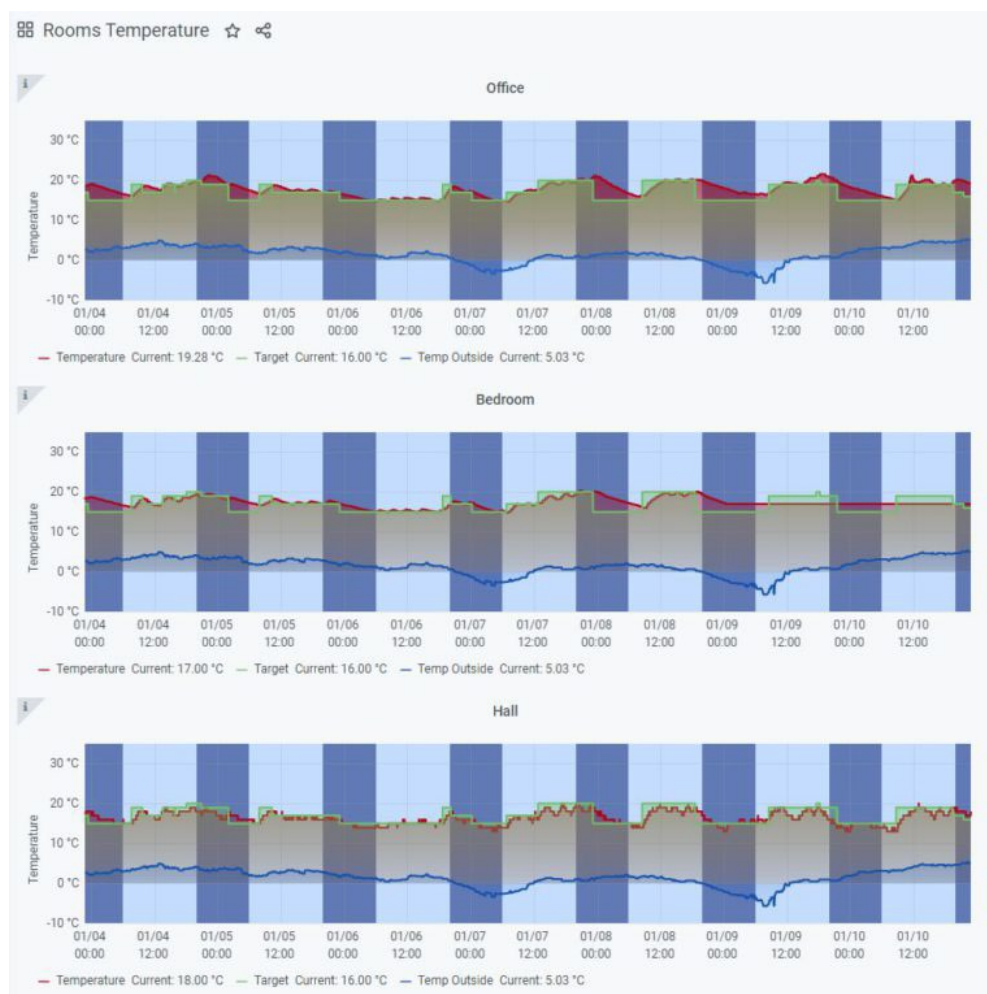 Rooms Temperature
i
Office
30 °C
20 °C
10 °C
0 °C
-10 °C
Temperature
01/04 01/04 01/05 01/05 01/06 01/06 01/07 01/07 01/08 01/08 01/09 01/09 01/10 01/10
00:00 12:00 00:00 12:00 00:00 12:00 00:00 12:00 00:00 12:00 00:00 12:00 00:00 12:00
Temperature Current: 19.28 °C Target Current: 16.00 °C Temp Outside Current: 5.03 °C
i
Bedroom
30 °C
20 °C
10 °C
0 °C
-10 °C
Temperature
01/04 01/04 01/05 01/05 01/06 01/06 01/07 01/07 01/08 01/08 01/09 01/09 01/10 01/10
00:00 12:00 00:00 12:00 00:00 12:00 00:00 12:00 00:00 12:00 00:00 12:00 00:00 12:00
Temperature Current: 17.00 °C Target Current: 16.00 °C Temp Outside Current: 5.03 °C
i
Hall
30 °C
20 °C
10 °C
0 °C
-10 °C
Temperature
01/04 01/04 01/05 01/05 01/06 01/06 01/07 01/07 01/08 01/08 01/09 01/09 01/10 01/10
00:00 12:00 00:00 12:00 00:00 12:00 00:00 12:00 00:00 12:00 00:00 12:00 00:00 12:00
Temperature Current: 18.00 °C Target Current: 16.00 °C Temp Outside Current: 5.03 °C